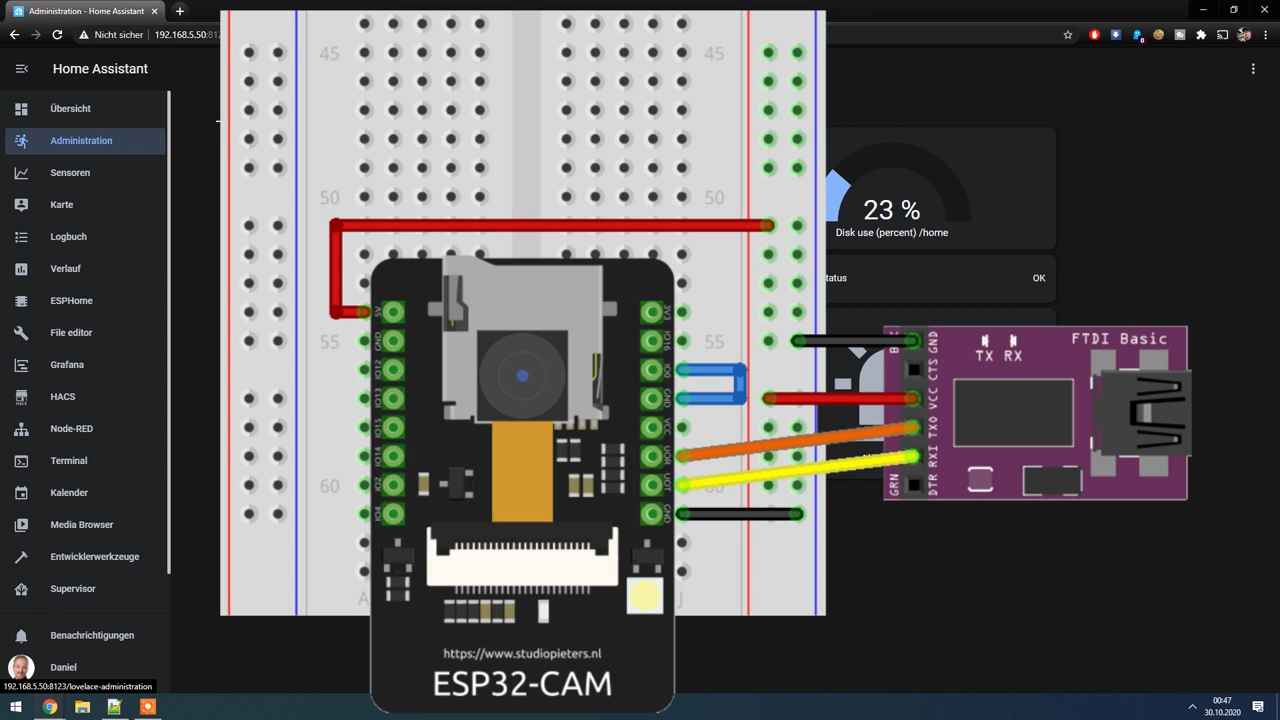 Administration - Home Assistant
Nicht sicher
192.168.5.50:812
Home Assistant
Übersicht
Administration
Sensoren
Karte
Logbuch
Verlauf
ESPHome
File editor
Grafana
HACS
HACS
Node-RED
Terminal
Kalender
Media Browser
Entwicklerwerkzeuge
Supervisor
Benachrichtigungen
Daniel
192.168.5.50:8123/lovelace-administration
45
45
50
50
55
55
60
A
J
5V
GND
IO12
IO13
IO15
IO14
IO2
IO4
3V3
IO16
IO0
GND
VCC
UOR
UOT
GND
https://www.studiopieters.nl
ESP32-CAM
FTDI Basic
TX RX
GND
CTS
VCC
TXO
RXI
DTR
GRN
23 %
Disk use (percent) /home
tatus
OK
00:47
30.10.2020